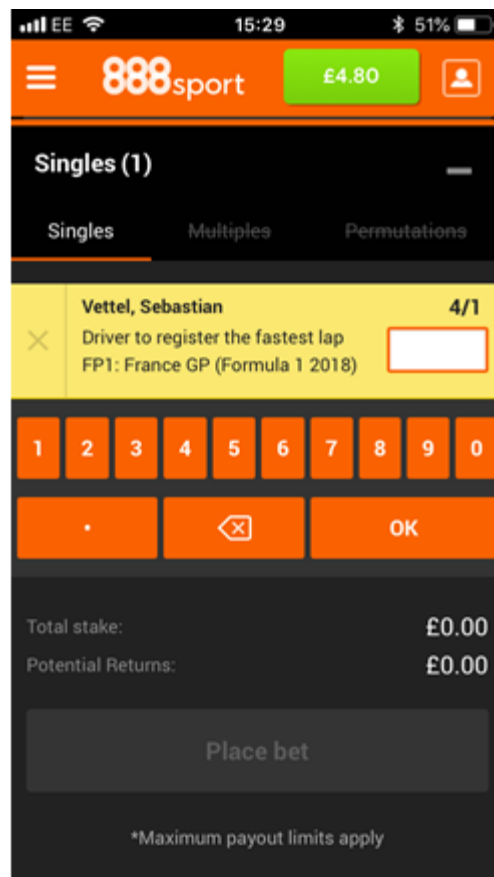 EE 15:29 51%
888sport £4.80
Singles (1)
Singles Multiples Permutations
Vettel, Sebastian 4/1
Driver to register the fastest lap
FP1: France GP (Formula 1 2018)
1 2 3 4 5 6 7 8 9 0
. OK
Total stake: £0.00
Potential Returns: £0.00
Place bet
*Maximum payout limits apply